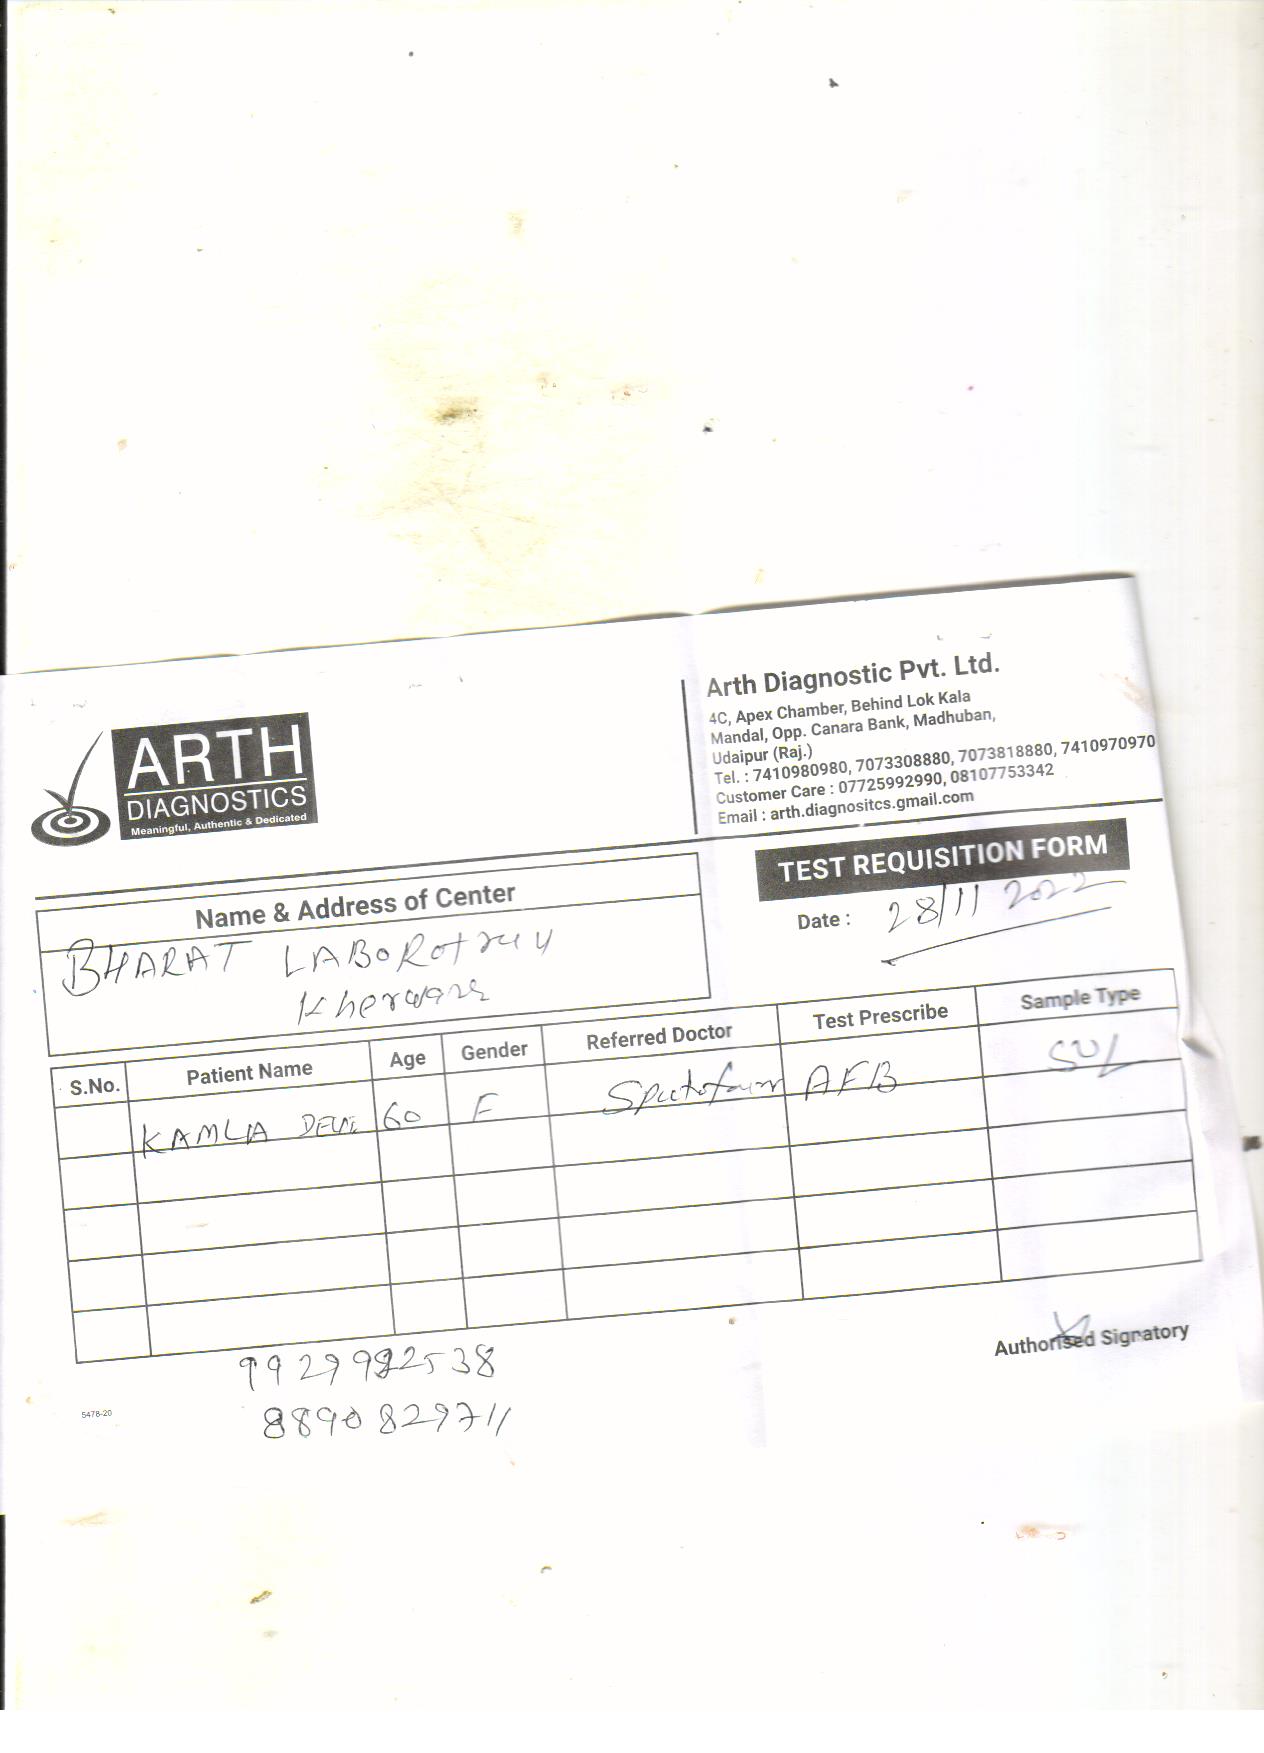 ARTH
DIAGNOSTICS
Meaningful, Authentic & Dedicated
Arth Diagnostic Pvt. Ltd.
4C, Apex Chamber, Behind Lok Kala
Mandal, Opp. Canara Bank, Madhuban,
Udaipur (Raj.)
Tel. : 7410980980, 7073308880, 7073818880, 7410970970
Customer Care : 07725992990, 08107753342
Email : arth.diagnositcs.gmail.com
TEST REQUISITION FORM
Date : 28/11 2022
Name & Address of Center
BHARAT LABOROtry
Kherwara
S.No. Patient Name Age Gender Referred Doctor Test Prescribe Sample Type
KAMLA DEVI 60 F AFB
Authorised Signatory
9929982538
8890829711
5478-20